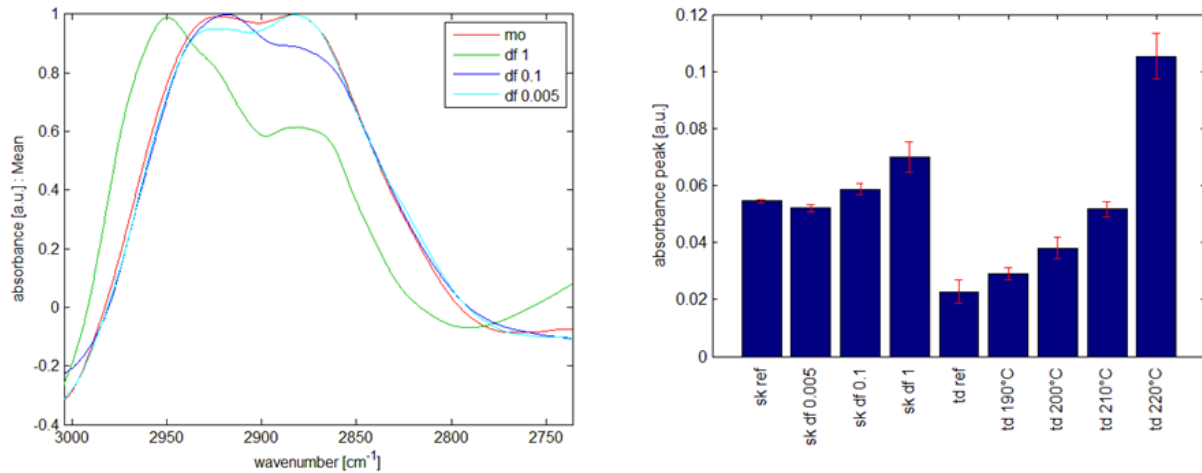 absorbance [a.u.] : Mean
1
0.8
0.6
0.4
0.2
0
-0.2
-0.4
3000
2950
2900
2850
2800
2750
wavenumber [cm⁻¹]
mo
df 1
df 0.1
df 0.005
absorbance peak [a.u.]
0.12
0.1
0.08
0.06
0.04
0.02
0
sk ref
sk df 0.005
sk df 0.1
sk df 1
td ref
td 190°C
td 200°C
td 210°C
td 220°C